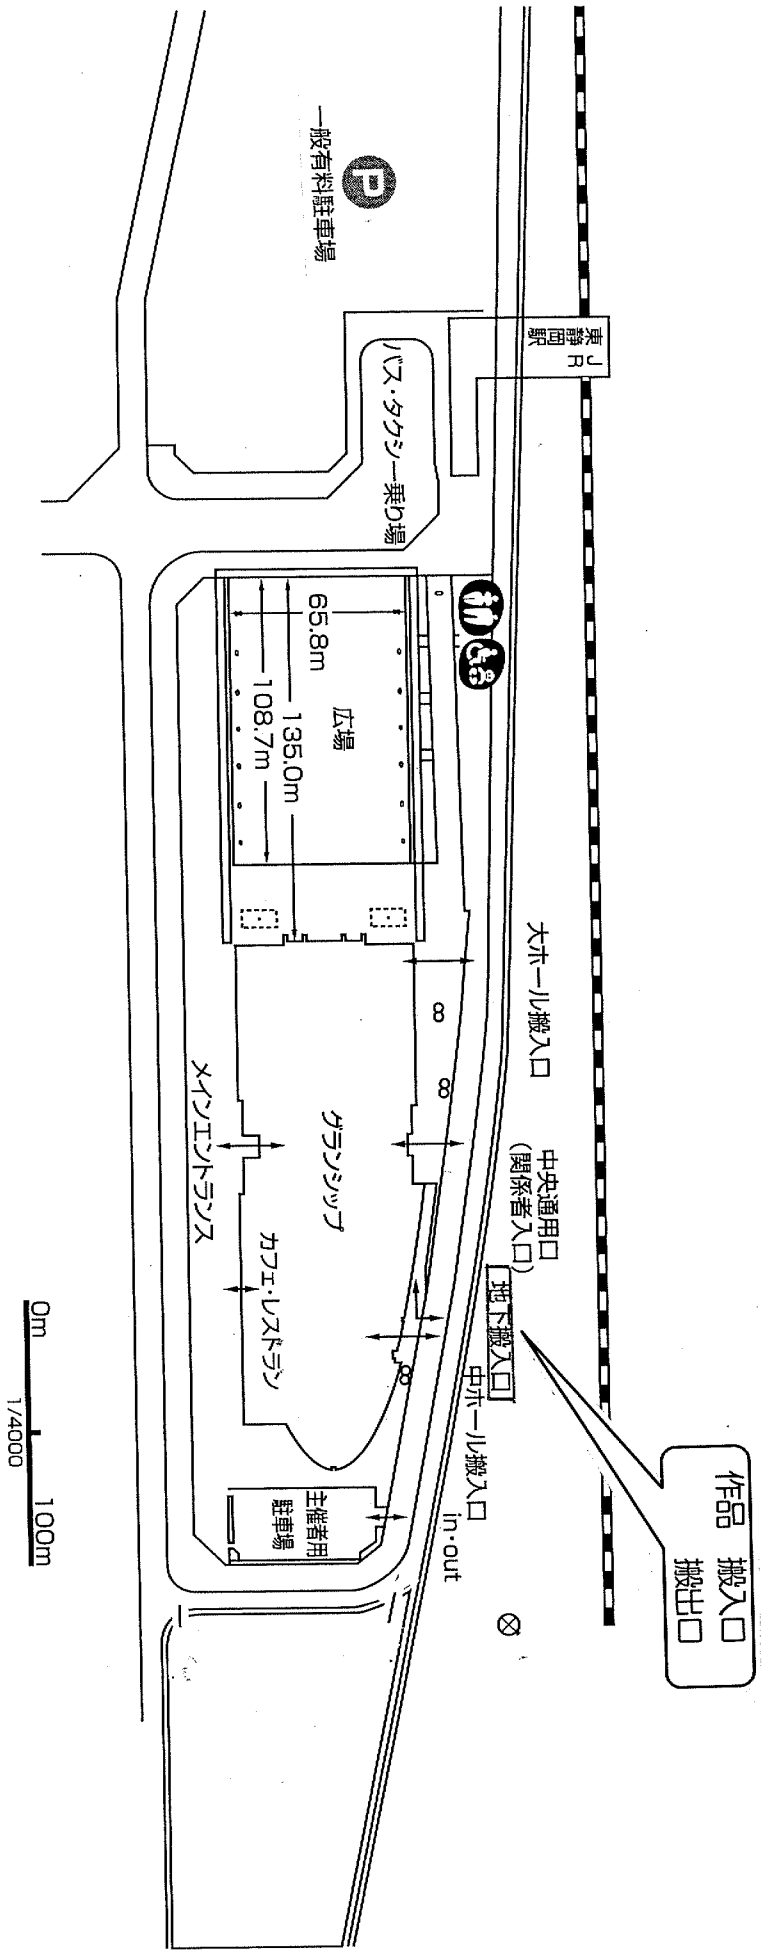 P
一般有料駐車場
JR
東静岡駅
バス・タクシー乗り場
65.8m
135.0m
108.7m
広場
大ホール搬入口
中央通用口
(関係者入口)
地下搬入口
中ホール搬入口
in・out
作品 搬入口
搬出口
グランシップ
メインエントランス
カフェ・レストラン
主催者用
駐車場
0m
100m
1/4000